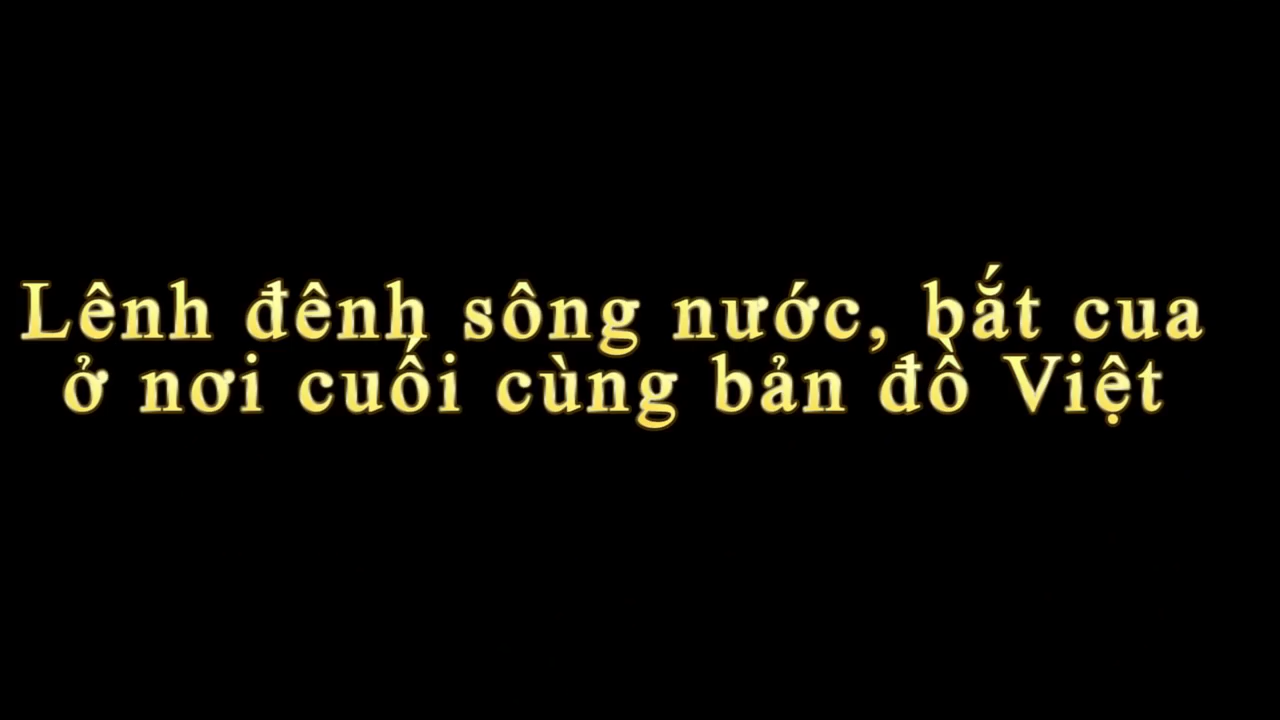 Lênh đênh sông nước, bắt cua
ở nơi cuối cùng bản đồ Việt